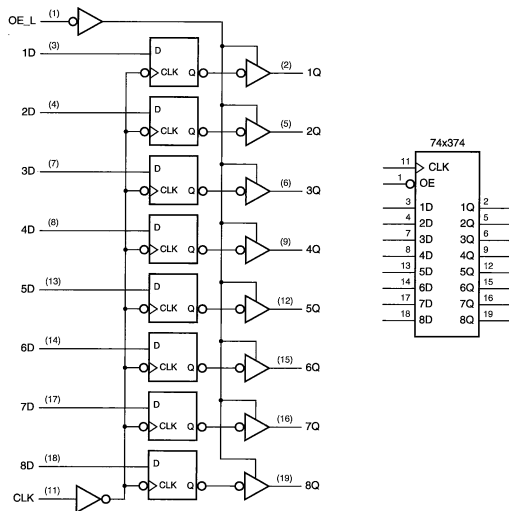 OE_L (1)
1D (3) D CLK Q (2) 1Q
2D (4) D CLK Q (5) 2Q
3D (7) D CLK Q (6) 3Q
4D (8) D CLK Q (9) 4Q
5D (13) D CLK Q (12) 5Q
6D (14) D CLK Q (15) 6Q
7D (17) D CLK Q (16) 7Q
8D (18) D CLK Q (19) 8Q
CLK (11)
74x374
11 CLK
1 OE
3 1D 1Q 2
4 2D 2Q 5
7 3D 3Q 6
8 4D 4Q 9
13 5D 5Q 12
14 6D 6Q 15
17 7D 7Q 16
18 8D 8Q 19